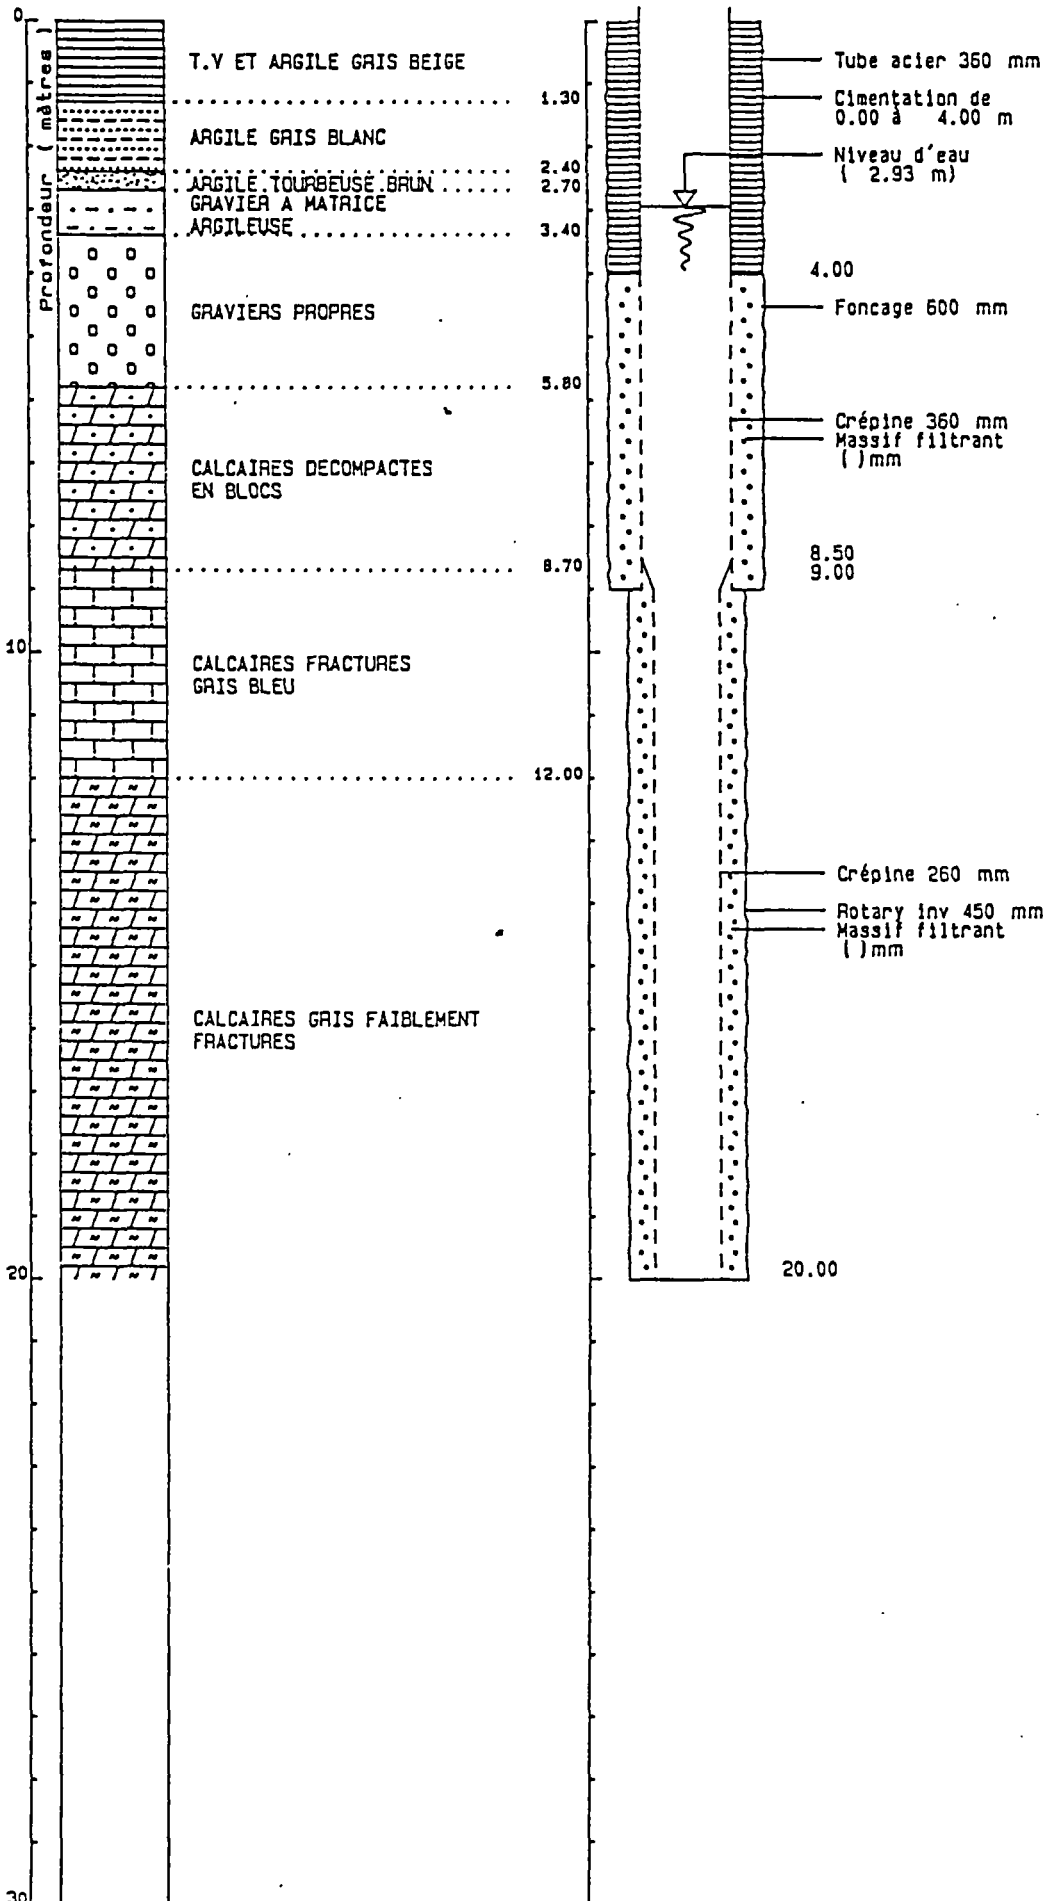 0
Profondeur ( mètres )
T.V ET ARGILE GRIS BEIGE
1.30
ARGILE GRIS BLANC
2.40
ARGILE.TOURBEUSE.BRUN
2.70
GRAVIER A MATRICE
ARGILEUSE
3.40
GRAVIERS PROPRES
5.80
CALCAIRES DECOMPACTES
EN BLOCS
8.70
10
CALCAIRES FRACTURES
GRIS BLEU
12.00
CALCAIRES GRIS FAIBLEMENT
FRACTURES
20
30
Tube acier 360 mm
Cimentation de
0.00 à 4.00 m
Niveau d'eau
( 2.93 m)
4.00
Foncage 600 mm
Crépine 360 mm
Massif filtrant
( )mm
8.50
9.00
Crépine 260 mm
Rotary inv 450 mm
Massif filtrant
( )mm
20.00